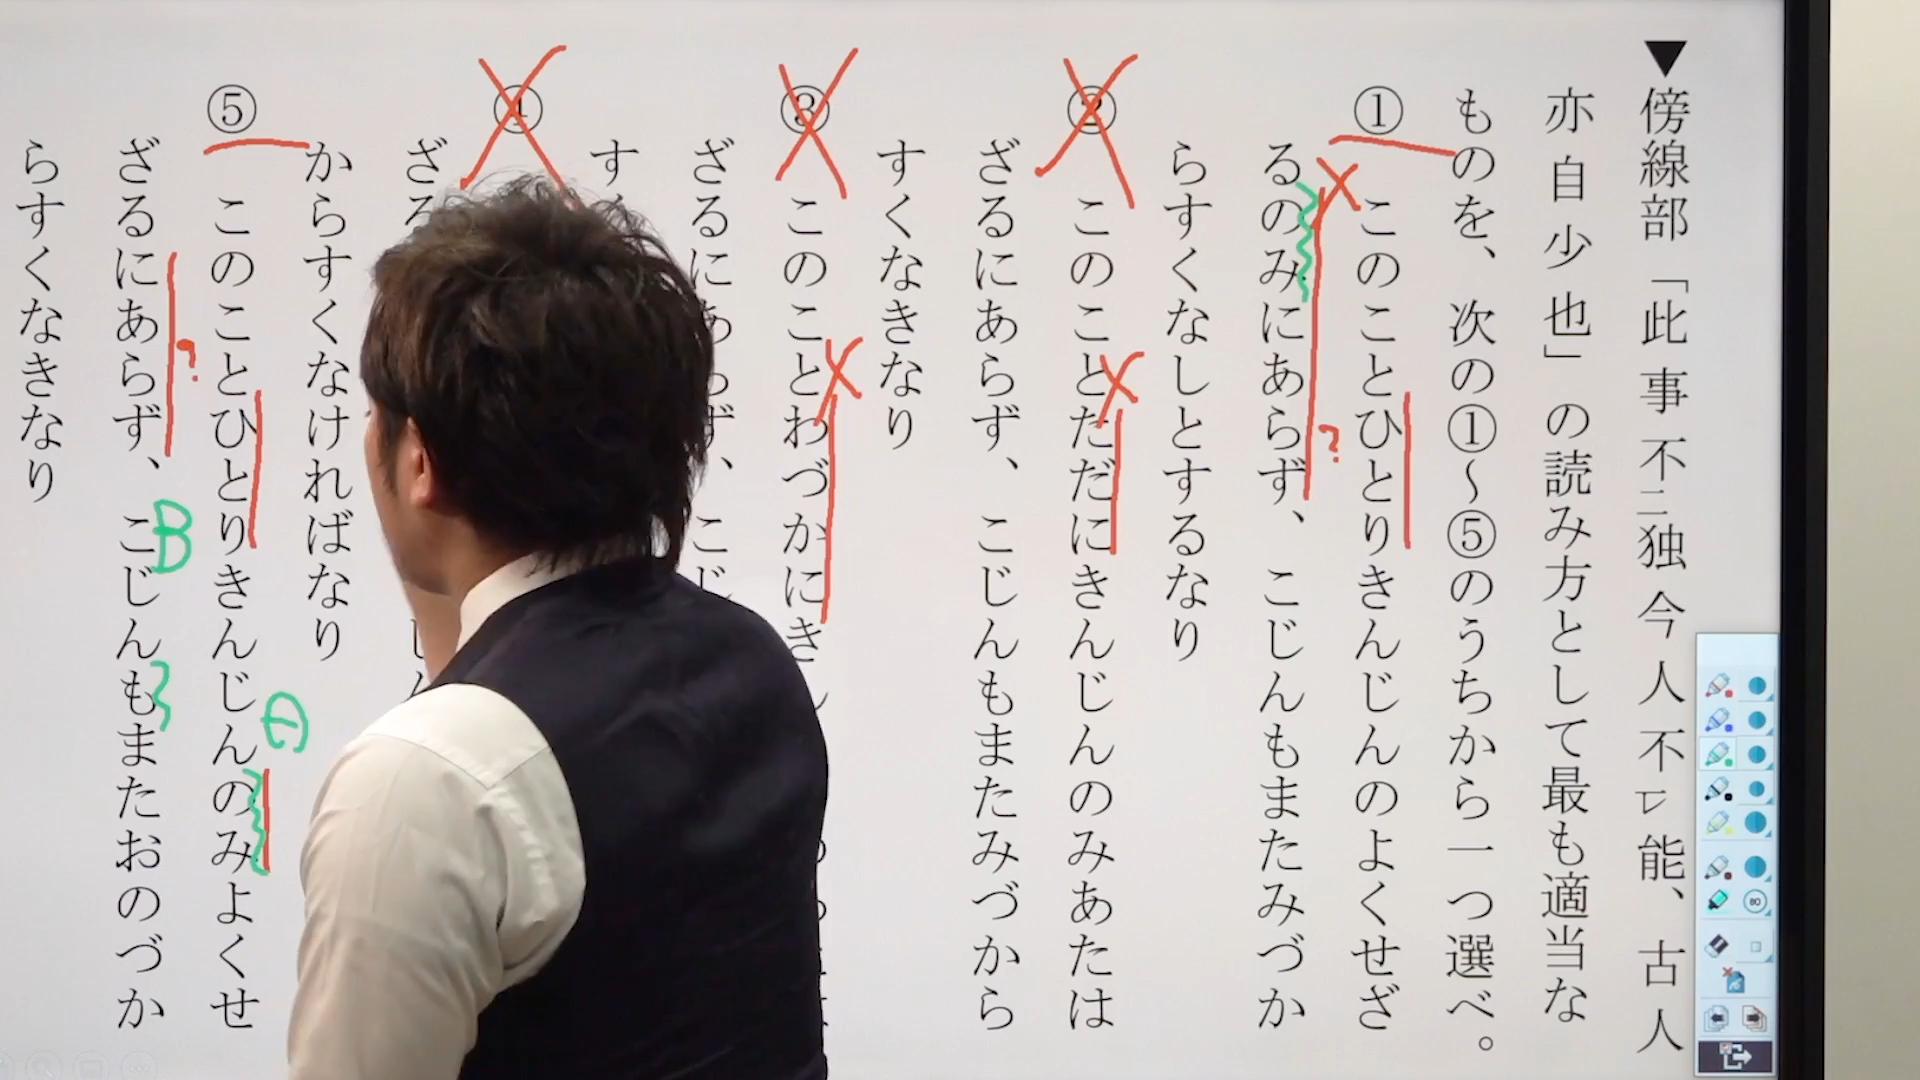 ▼傍線部「此事不二独今人不レ能、古人
亦自少也」の読み方として最も適当な
ものを、次の①～⑤のうちから一つ選べ。
① このことひとりきんじんのよくせざ
るのみにあらず、こじんもまたみづか
らすくなしとするなり
② このことただにきんじんのみあたは
ざるにあらず、こじんもまたみづから
すくなきなり
③ このことわづかにき
ざるに
す
④
ざ
からすくなければなり
⑤ このことひとりきんじんのみよくせ
ざるにあらず、こじんもまたおのづか
らすくなきなり
?
?
A
B
80